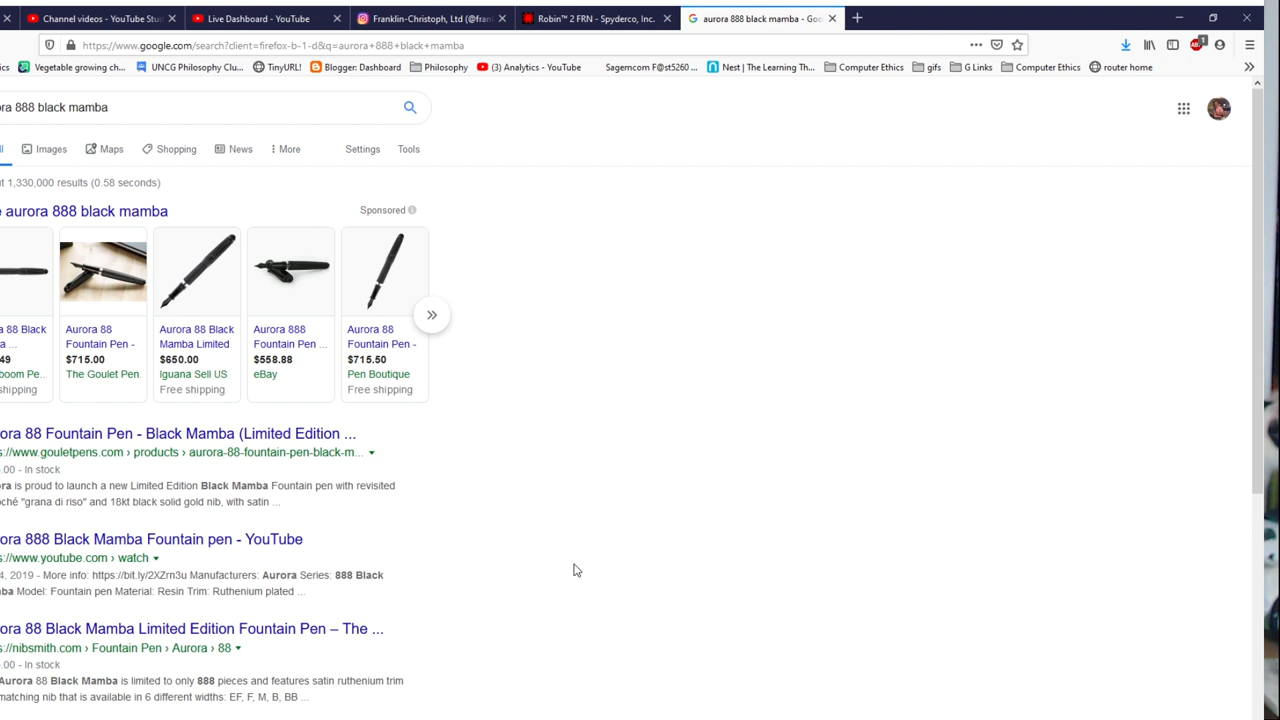 Channel videos - YouTube Stu
Live Dashboard - YouTube
Franklin-Christoph, Ltd (@fran
Robin™ 2 FRN - Spyderco, Inc.
aurora 888 black mamba - Goo
https://www.google.com/search?client=firefox-b-1-d&q=aurora+888+black+mamba
ics
Vegetable growing ch...
UNCG Philosophy Clu...
TinyURL!
Blogger: Dashboard
Philosophy
(3) Analytics - YouTube
Sagemcom F@st5260 ...
Nest | The Learning Th...
Computer Ethics
gifs
G Links
Computer Ethics
router home
ora 888 black mamba
ll Images Maps Shopping News More Settings Tools
t 1,330,000 results (0.58 seconds)
e aurora 888 black mamba
Sponsored
a 88 Black
a ...
49
boom Pe...
shipping
Aurora 88
Fountain Pen -
$715.00
The Goulet Pen
Aurora 88 Black
Mamba Limited
$650.00
Iguana Sell US
Free shipping
Aurora 888
Fountain Pen ...
$558.88
eBay
Aurora 88
Fountain Pen -
$715.50
Pen Boutique
Free shipping
ora 88 Fountain Pen - Black Mamba (Limited Edition ...
s://www.gouletpens.com › products › aurora-88-fountain-pen-black-m...
.00 - In stock
ora is proud to launch a new Limited Edition Black Mamba Fountain pen with revisited
oché "grana di riso" and 18kt black solid gold nib, with satin ...
ora 888 Black Mamba Fountain pen - YouTube
s://www.youtube.com › watch
4, 2019 - More info: https://bit.ly/2XZrn3u Manufacturers: Aurora Series: 888 Black
mba Model: Fountain pen Material: Resin Trim: Ruthenium plated ...
ora 88 Black Mamba Limited Edition Fountain Pen – The ...
s://nibsmith.com › Fountain Pen › Aurora › 88
.00 - In stock
Aurora 88 Black Mamba is limited to only 888 pieces and features satin ruthenium trim
matching nib that is available in 6 different widths: EF, F, M, B, BB ...